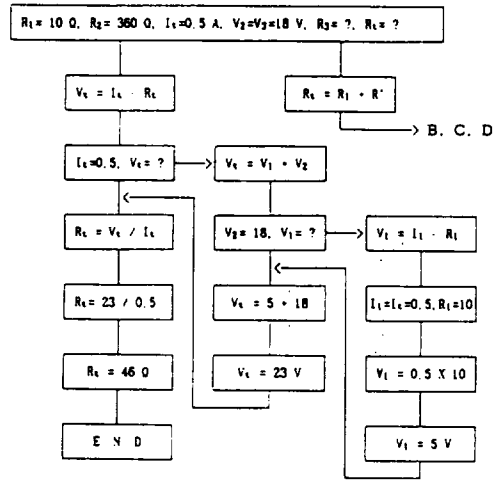 R₁= 10 Ω, R₂= 360 Ω, Iₜ=0.5 A, V₂=V₃=18 V, R₃= ?, Rₜ= ?
Vₜ = Iₜ · Rₜ
Rₜ = R₁ + R'
B. C. D
Iₜ=0.5, Vₜ= ?
Vₜ = V₁ + V₂
Rₜ = Vₜ / Iₜ
V₂= 18, V₁= ?
V₁ = I₁ · R₁
Rₜ= 23 / 0.5
Vₜ = 5 + 18
I₁=Iₜ=0.5, R₁=10
Rₜ = 46 Ω
Vₜ = 23 V
V₁ = 0.5 X 10
E N D
V₁ = 5 V